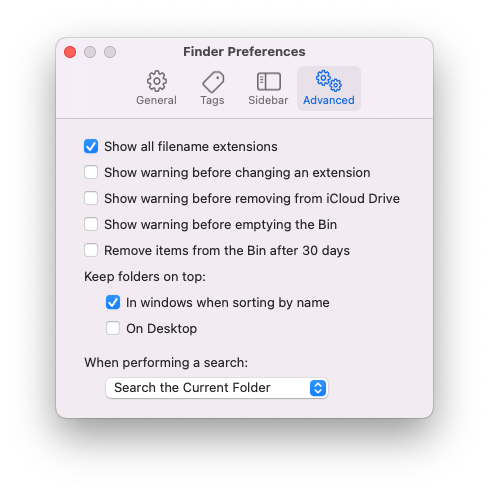 Finder Preferences
General Tags Sidebar Advanced
Show all filename extensions
Show warning before changing an extension
Show warning before removing from iCloud Drive
Show warning before emptying the Bin
Remove items from the Bin after 30 days
Keep folders on top:
In windows when sorting by name
On Desktop
When performing a search:
Search the Current Folder